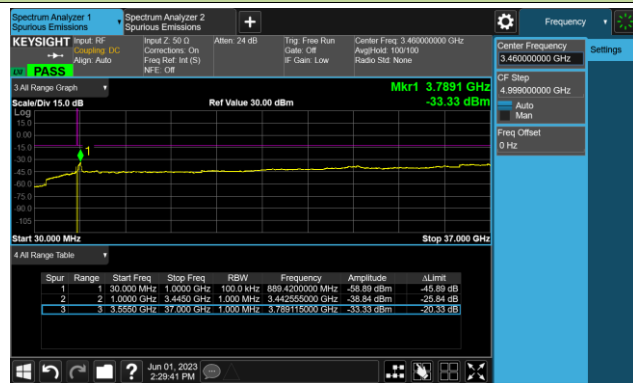 Spectrum Analyzer 1
Spurious Emissions
Spectrum Analyzer 2
Spurious Emissions
Frequency
KEYSIGHT
Input: RF
Coupling: DC
Align: Auto
Input Z: 50 Ω
Corrections: On
Freq Ref: Int (S)
NFE: Off
Atten: 24 dB
Trig: Free Run
Gate: Off
IF Gain: Low
Center Freq: 3.460000000 GHz
Avg|Hold: 100/100
Radio Std: None
PASS
Center Frequency
3.460000000 GHz
Settings
CF Step
4.999000000 GHz
Auto
Man
Freq Offset
0 Hz
3 All Range Graph
Mkr1 3.7891 GHz
-33.33 dBm
Scale/Div 15.0 dB
Ref Value 30.00 dBm
Log
15.0
0.00
-15.0
-30.0
-45.0
-60.0
-75.0
-90.0
-105
1
Start 30.000 MHz
Stop 37.000 GHz
4 All Range Table
Spur Range Start Freq Stop Freq RBW Frequency Amplitude ΔLimit
1 1 30.000 MHz 1.0000 GHz 100.0 kHz 889.4200000 MHz -58.89 dBm -45.89 dB
2 2 1.0000 GHz 3.4450 GHz 1.000 MHz 3.442555000 GHz -38.84 dBm -25.84 dB
3 3 3.5550 GHz 37.000 GHz 1.000 MHz 3.789115000 GHz -33.33 dBm -20.33 dB
Jun 01, 2023
2:29:41 PM